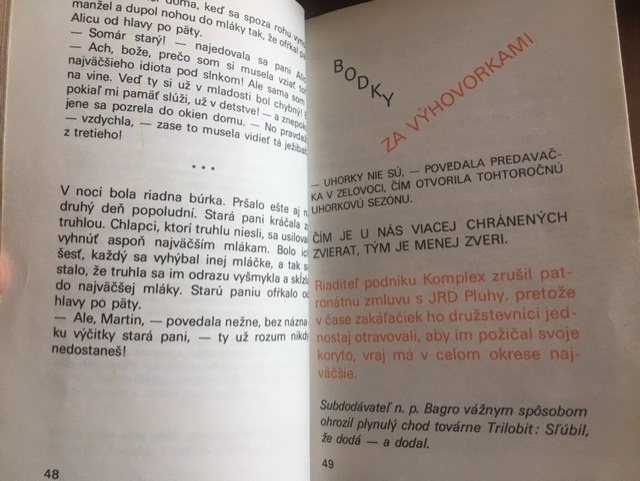 doma, keď sa spoza rohu
manžel a dupol nohou do mláky tak, že ofŕkal
Alicu od hlavy po päty.
— Somár starý! — najedovala sa pani
— Ach, bože, prečo som si musela vziať
najväčšieho idiota pod slnkom! Ale sama som
na vine. Veď ty si už v mladosti bol chybný!
pokiaľ mi pamäť slúži, už v detstve! — a
jene sa pozrela do okien domu. — No
— vzdychla, — zase to musela vidieť tá
z tretieho!
• • •
V noci bola riadna búrka. Pršalo ešte aj
druhý deň popoludní. Stará pani kráčala
truhlou. Chlapci, ktorí truhlu niesli, sa
vyhnúť aspoň najväčším mlákam. Bolo ich
šesť, každý sa vyhýbal inej mláčke, a tak sa
stalo, že truhla sa im odrazu vyšmykla a
do najväčšej mláky. Starú paniu ofŕkalo od
hlavy po päty.
— Ale, Martin, — povedala nežne, bez
ku výčitky stará pani, — ty už rozum
nedostaneš!
48
BODKY
ZA VÝHOVORKAMI
— UHORKY NIE SÚ, — POVEDALA PREDAVAČ-
KA V ZELOVOCI, ČÍM OTVORILA TOHTOROČNÚ
UHORKOVÚ SEZÓNU.
ČÍM JE U NÁS VIACEJ CHRÁNENÝCH
ZVIERAT, TÝM JE MENEJ ZVERI.
Riaditeľ podniku Komplex zrušil pat-
ronátnu zmluvu s JRD Pluhy, pretože
v čase zakáľačiek ho družstevníci jed-
nostaj otravovali, aby im požičal svoje
koryto, vraj má v celom okrese naj-
väčšie.
Subdodávateľ n. p. Bagro vážnym spôsobom
ohrozil plynulý chod továrne Trilobit: Sľúbil,
že dodá — a dodal.
49